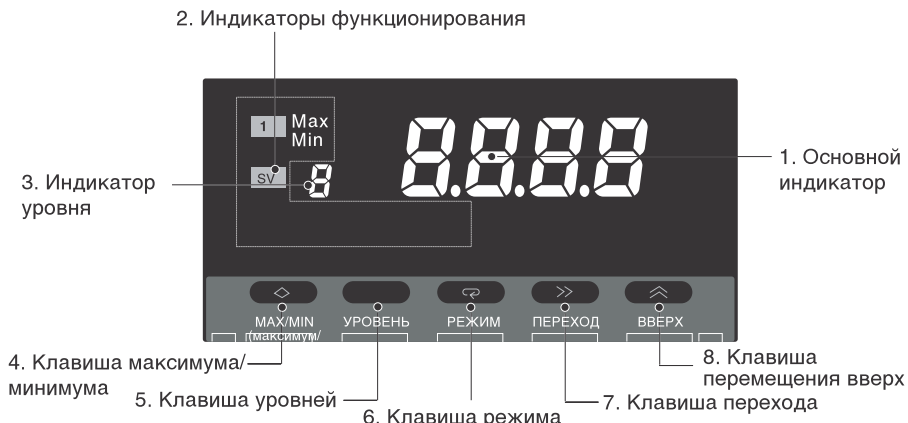 2. Индикаторы функционирования
1 Max
Min
SV 8
8.8.8.8
1. Основной
индикатор
3. Индикатор
уровня
MAX/MIN УРОВЕНЬ РЕЖИМ ПЕРЕХОД ВВЕРХ
(максимум/
4. Клавиша максимума/
минимума
5. Клавиша уровней
6. Клавиша режима
7. Клавиша перехода
8. Клавиша
перемещения вверх